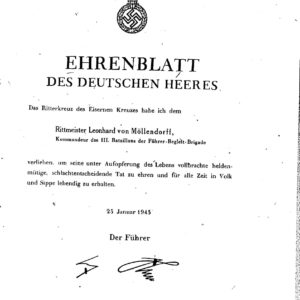 EHRENBLATT
DES DEUTSCHEN HEERES
Das Ritterkreuz des Eisernen Kreuzes habe ich dem
Rittmeister Leonhard von Möllendorff,
Kommandeur des III. Bataillons der Führer-Begleit-Brigade
verliehen, um seine unter Aufopferung des Lebens vollbrachte helden-
mütige, schlachtentscheidende Tat zu ehren und für alle Zeit in Volk
und Sippe lebendig zu erhalten.
25 Januar 1945
Der Führer